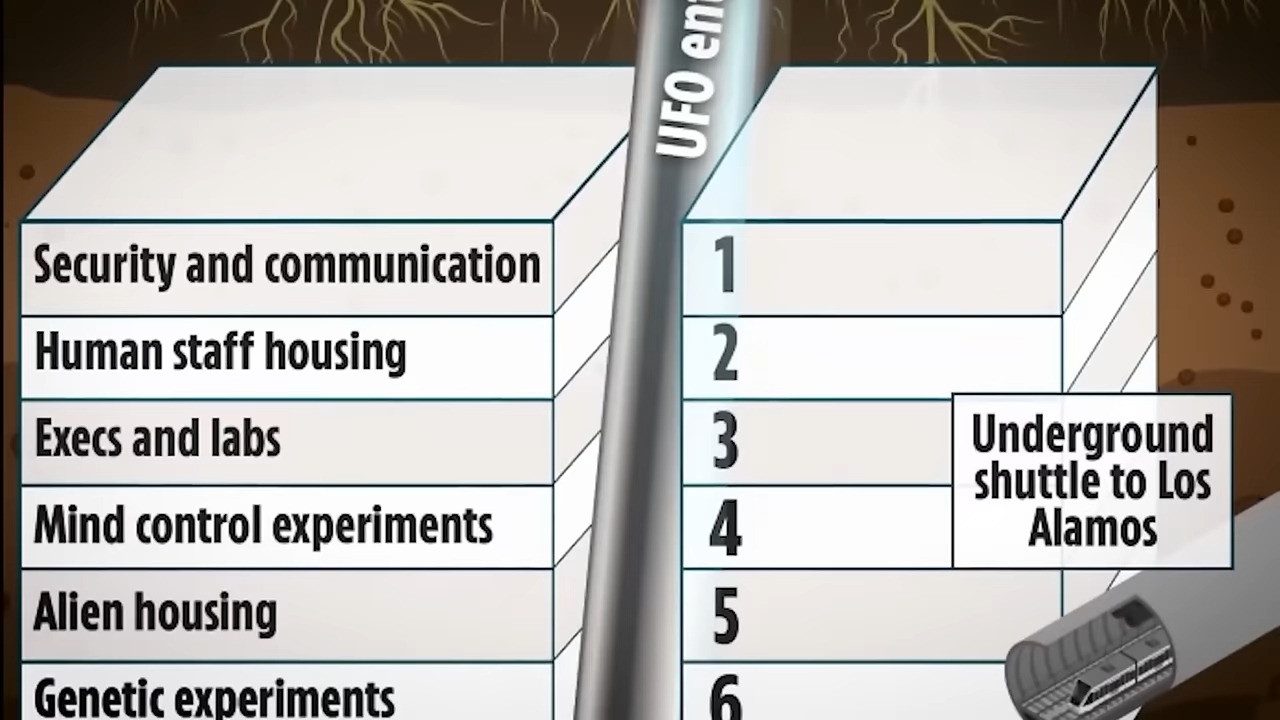 UFO
Security and communication
1
Human staff housing
2
Execs and labs
3
Mind control experiments
4
Underground
shuttle to Los
Alamos
Alien housing
5
Genetic experiments
6